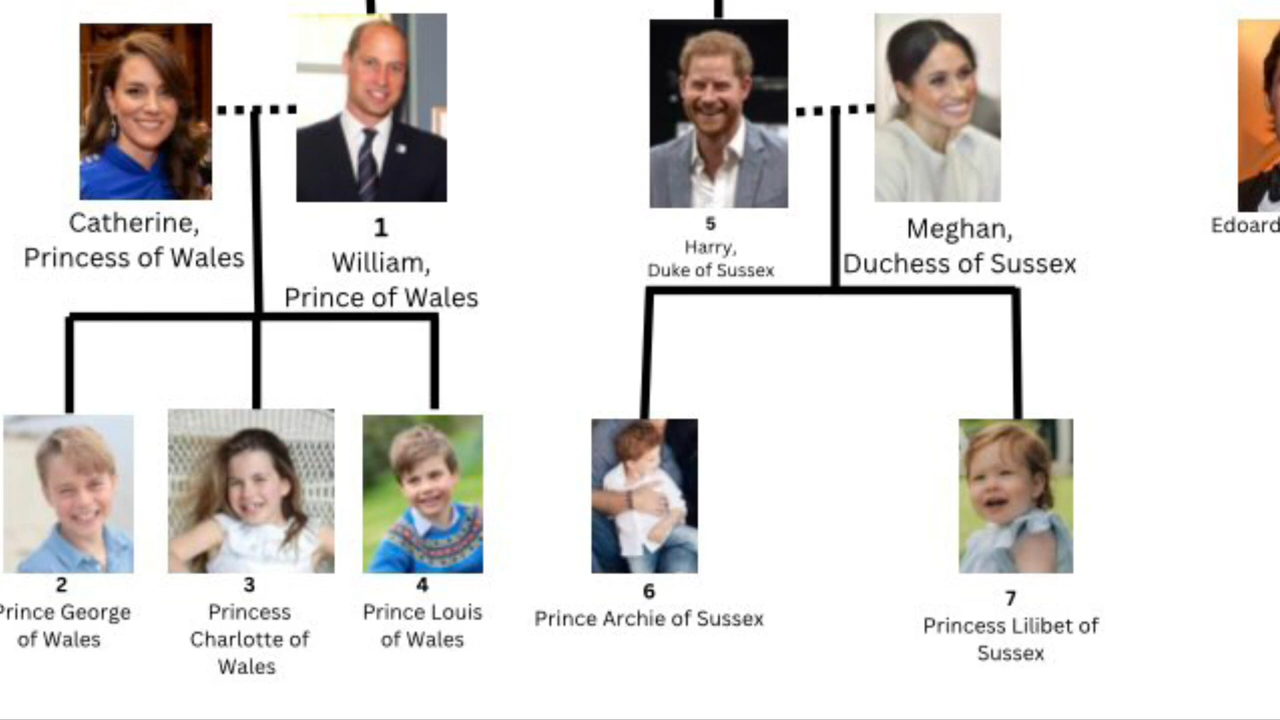 Catherine,
Princess of Wales
1
William,
Prince of Wales
5
Harry,
Duke of Sussex
Meghan,
Duchess of Sussex
Edoard
2
Prince George
of Wales
3
Princess
Charlotte of
Wales
4
Prince Louis
of Wales
6
Prince Archie of Sussex
7
Princess Lilibet of
Sussex